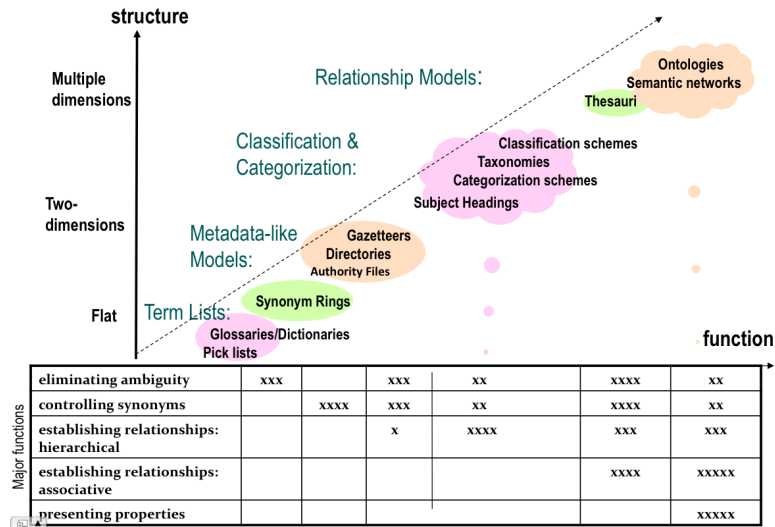 structure
Multiple
dimensions
Relationship Models:
Ontologies
Semantic networks
Thesauri
Classification &
Categorization:
Classification schemes
Taxonomies
Categorization schemes
Subject Headings
Two-
dimensions
Metadata-like
Models:
Gazetteers
Directories
Authority Files
Flat
Term Lists:
Synonym Rings
Glossaries/Dictionaries
Pick lists
function
Major functions
eliminating ambiguity xxx xxx xx xxxx xx
controlling synonyms xxxx xxx xx xxxx xx
establishing relationships:
hierarchical x xxxx xxx xxx
establishing relationships:
associative xxxx xxxxx
presenting properties xxxxx